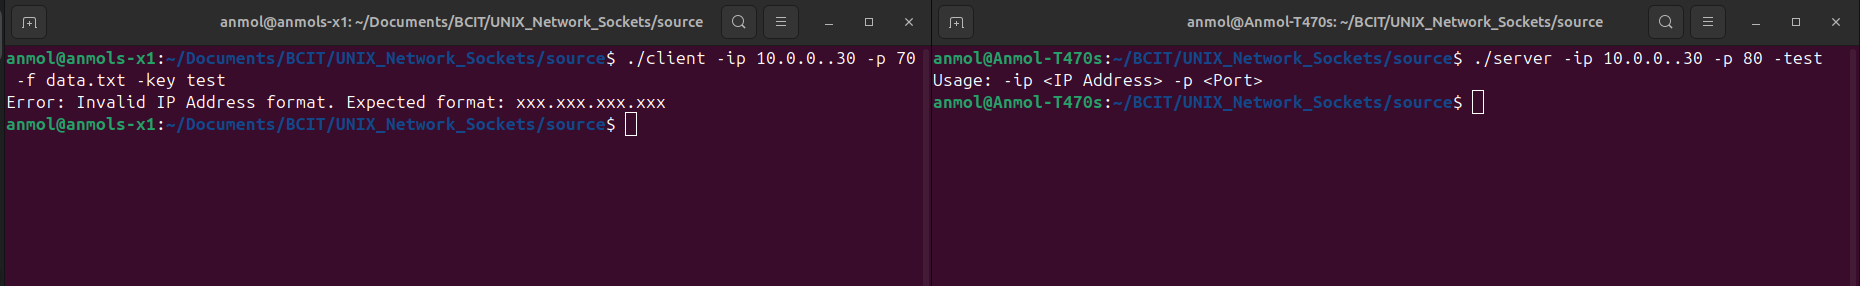 anmol@anmols-x1: ~/Documents/BCIT/UNIX_Network_Sockets/source
anmol@anmols-x1:~/Documents/BCIT/UNIX_Network_Sockets/source$ ./client -ip 10.0.0..30 -p 70
-f data.txt -key test
Error: Invalid IP Address format. Expected format: xxx.xxx.xxx.xxx
anmol@anmols-x1:~/Documents/BCIT/UNIX_Network_Sockets/source$
anmol@Anmol-T470s: ~/BCIT/UNIX_Network_Sockets/source
anmol@Anmol-T470s:~/BCIT/UNIX_Network_Sockets/source$ ./server -ip 10.0.0..30 -p 80 -test
Usage: -ip <IP Address> -p <Port>
anmol@Anmol-T470s:~/BCIT/UNIX_Network_Sockets/source$